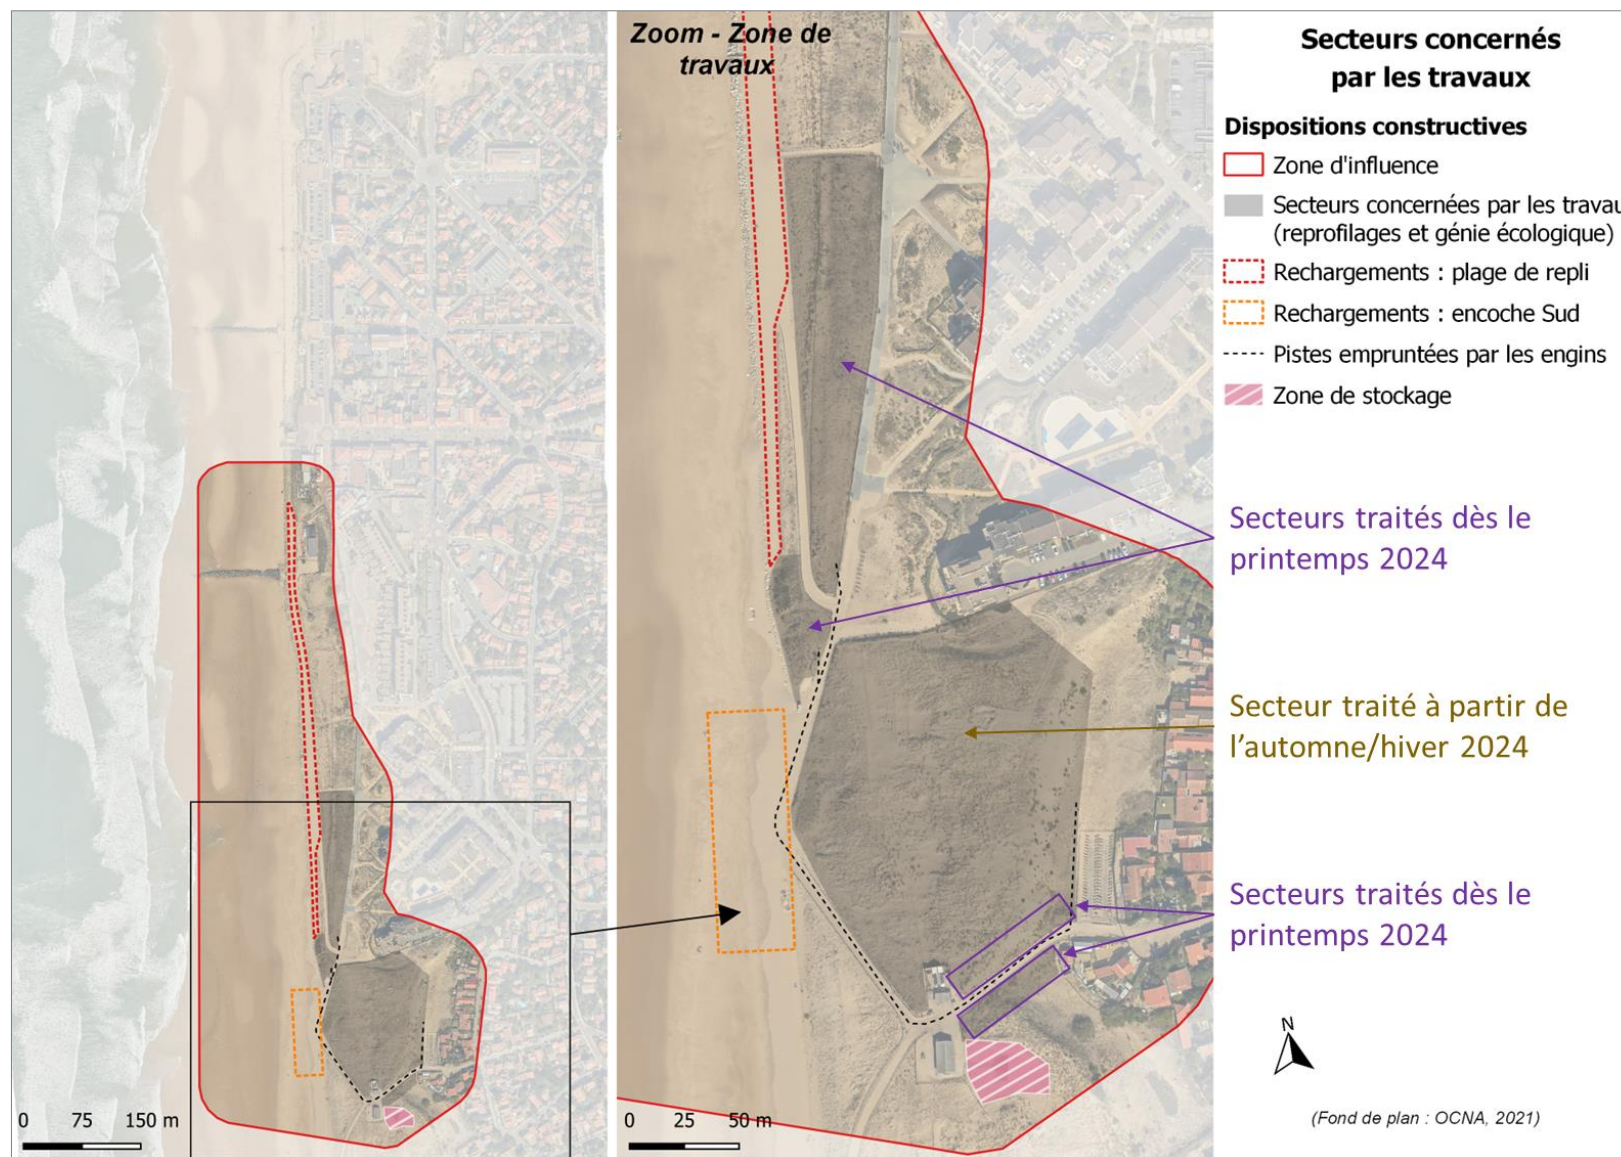 Zoom - Zone de
travaux
Secteurs concernés
par les travaux
Dispositions constructives
Zone d'influence
Secteurs concernées par les travau
(reprofilages et génie écologique)
Rechargements : plage de repli
Rechargements : encoche Sud
Pistes empruntées par les engins
Zone de stockage
Secteurs traités dès le
printemps 2024
Secteur traité à partir de
l’automne/hiver 2024
Secteurs traités dès le
printemps 2024
N
(Fond de plan : OCNA, 2021)
0 75 150 m
0 25 50 m